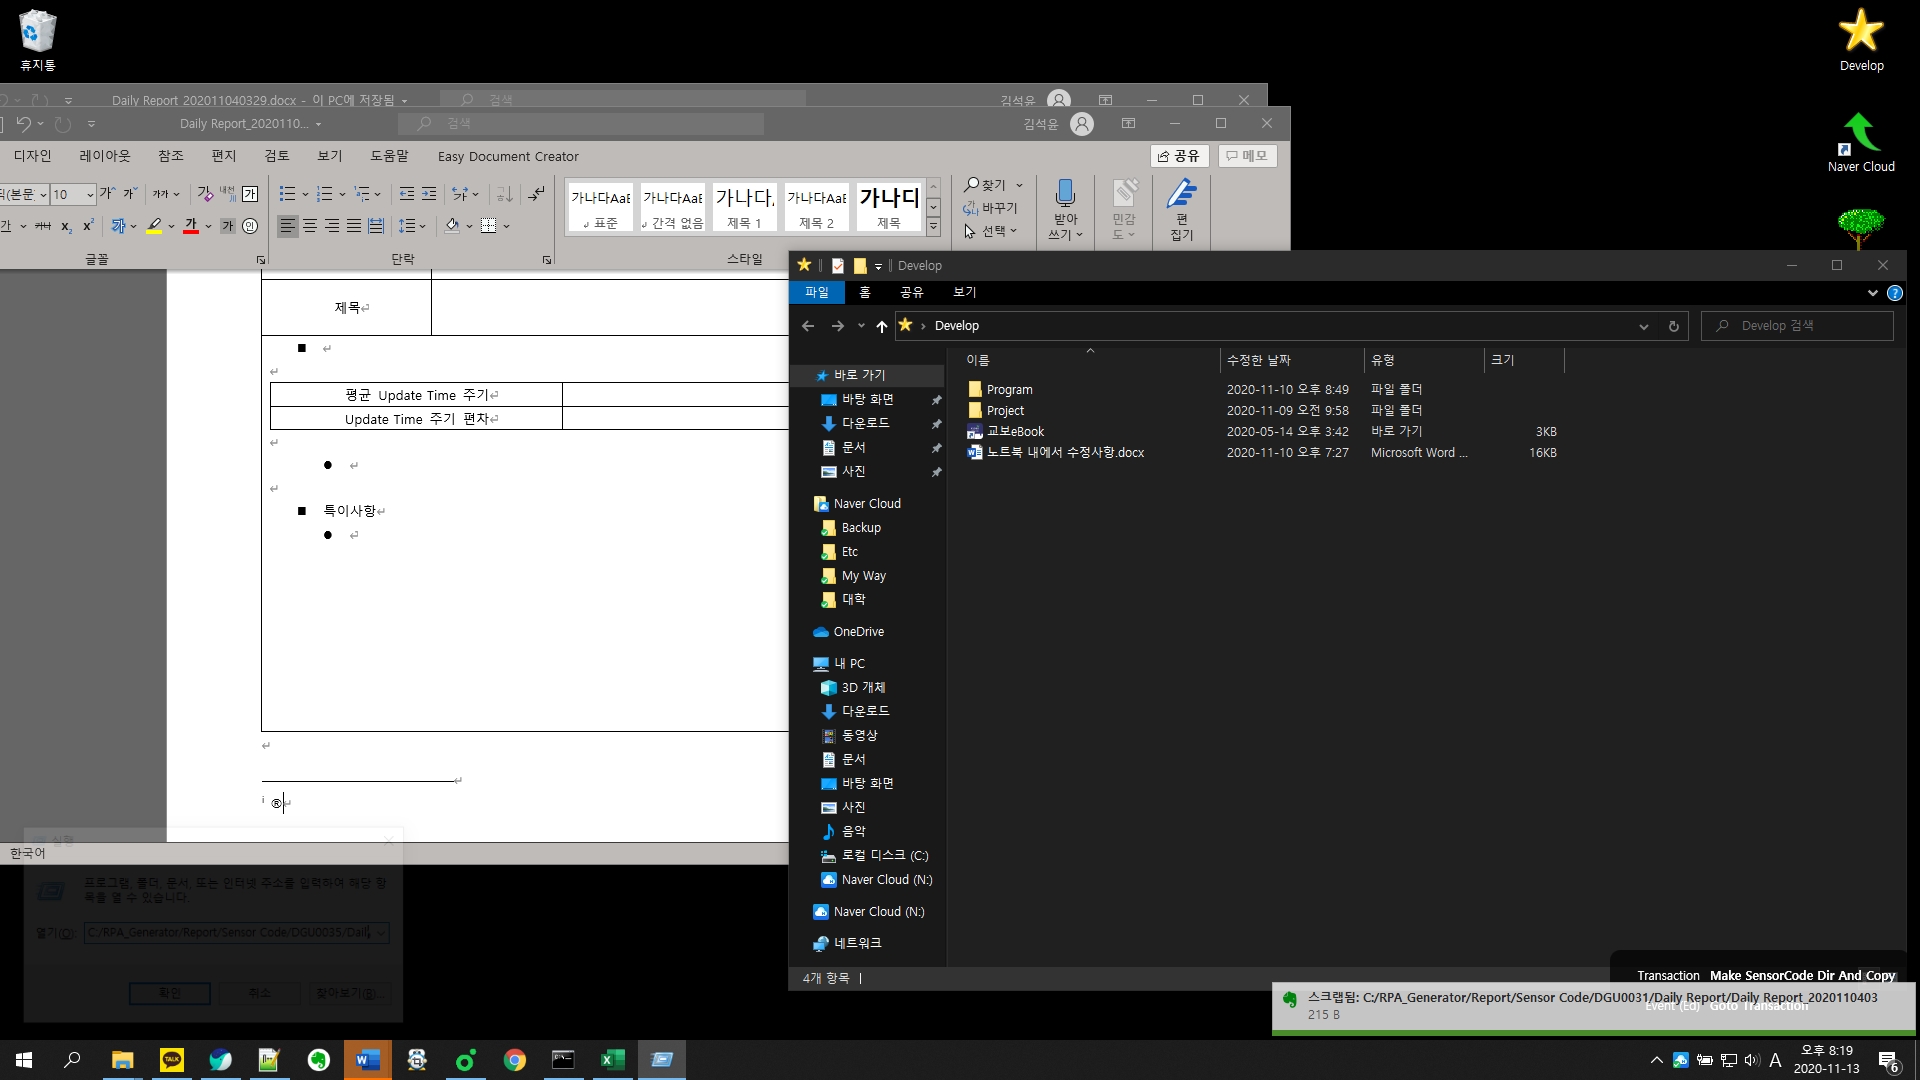 휴지통
Develop
Naver Cloud
Daily Report_202011040329.docx - 이 PC에 저장됨
검색
김석윤
Daily Report_2020110...
검색
김석윤
디자인 레이아웃 참조 편지 검토 보기 도움말 Easy Document Creator
공유 메모
10
가나다AaB 가나다AaB 가나다, 가나다AaB 가나디
표준 간격 없음 제목 1 제목 2 제목
찾기
바꾸기
선택
받아
쓰기
민감
도
편
집기
글꼴 단락 스타일
제목
평균 Update Time 주기
Update Time 주기 편차
특이사항
i ®
한국어
실행
프로그램, 폴더, 문서, 또는 인터넷 주소를 입력하여 해당 항
목을 열 수 있습니다.
열기(O): C:/RPA_Generator/Report/Sensor Code/DGU0035/Dail
확인 취소 찾아보기(B)...
Develop
파일 홈 공유 보기
Develop
Develop 검색
이름 수정한 날짜 유형 크기
Program 2020-11-10 오후 8:49 파일 폴더
Project 2020-11-09 오전 9:58 파일 폴더
교보eBook 2020-05-14 오후 3:42 바로 가기 3KB
노트북 내에서 수정사항.docx 2020-11-10 오후 7:27 Microsoft Word ... 16KB
바로 가기
바탕 화면
다운로드
문서
사진
Naver Cloud
Backup
Etc
My Way
대학
OneDrive
내 PC
3D 개체
다운로드
동영상
문서
바탕 화면
사진
음악
로컬 디스크 (C:)
Naver Cloud (N:)
Naver Cloud (N:)
네트워크
4개 항목
Transaction Make SensorCode Dir And Copy
스크랩됨: C:/RPA_Generator/Report/Sensor Code/DGU0031/Daily Report/Daily Report_2020110403
Event (Ed) Goto Transaction
215 B
TALK
A
오후 8:19
2020-11-13
6